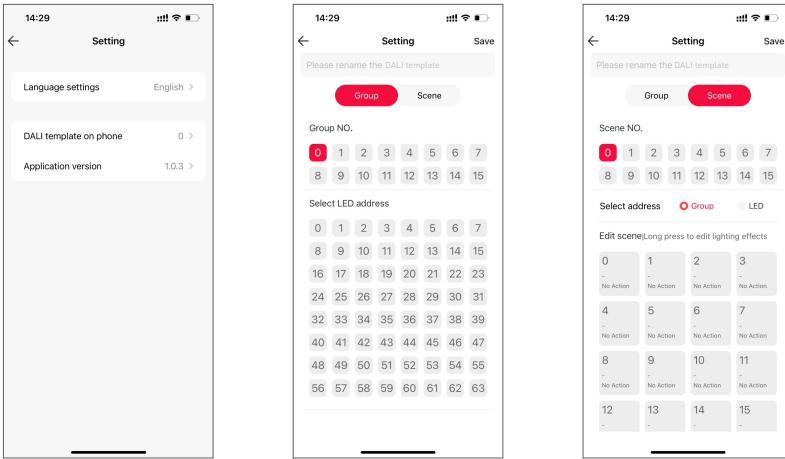 14:29
Setting
Language settings English >
DALI template on phone 0 >
Application version 1.0.3 >
14:29
Setting Save
Please rename the DALI template
Group Scene
Group NO.
0 1 2 3 4 5 6 7
8 9 10 11 12 13 14 15
Select LED address
0 1 2 3 4 5 6 7
8 9 10 11 12 13 14 15
16 17 18 19 20 21 22 23
24 25 26 27 28 29 30 31
32 33 34 35 36 37 38 39
40 41 42 43 44 45 46 47
48 49 50 51 52 53 54 55
56 57 58 59 60 61 62 63
14:29
Setting Save
Please rename the DALI template
Group Scene
Scene NO.
0 1 2 3 4 5 6 7
8 9 10 11 12 13 14 15
Select address Group LED
Edit scene|Long press to edit lighting effects
0 1 2 3
- - - -
No Action No Action No Action No Action
4 5 6 7
- - - -
No Action No Action No Action No Action
8 9 10 11
- - - -
No Action No Action No Action No Action
12 13 14 15
- - - -